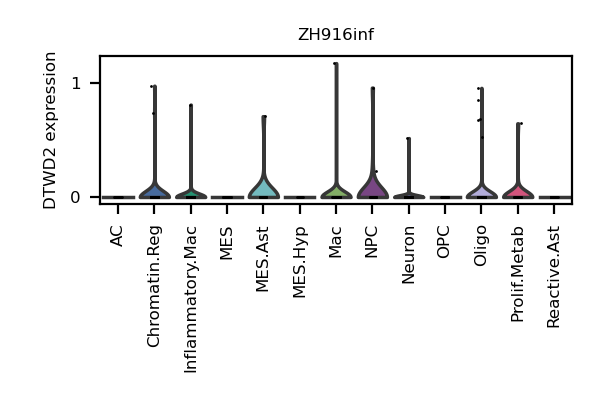 ZH916inf
DTWD2 expression
1
0
AC
Chromatin.Reg
Inflammatory.Mac
MES
MES.Ast
MES.Hyp
Mac
NPC
Neuron
OPC
Oligo
Prolif.Metab
Reactive.Ast